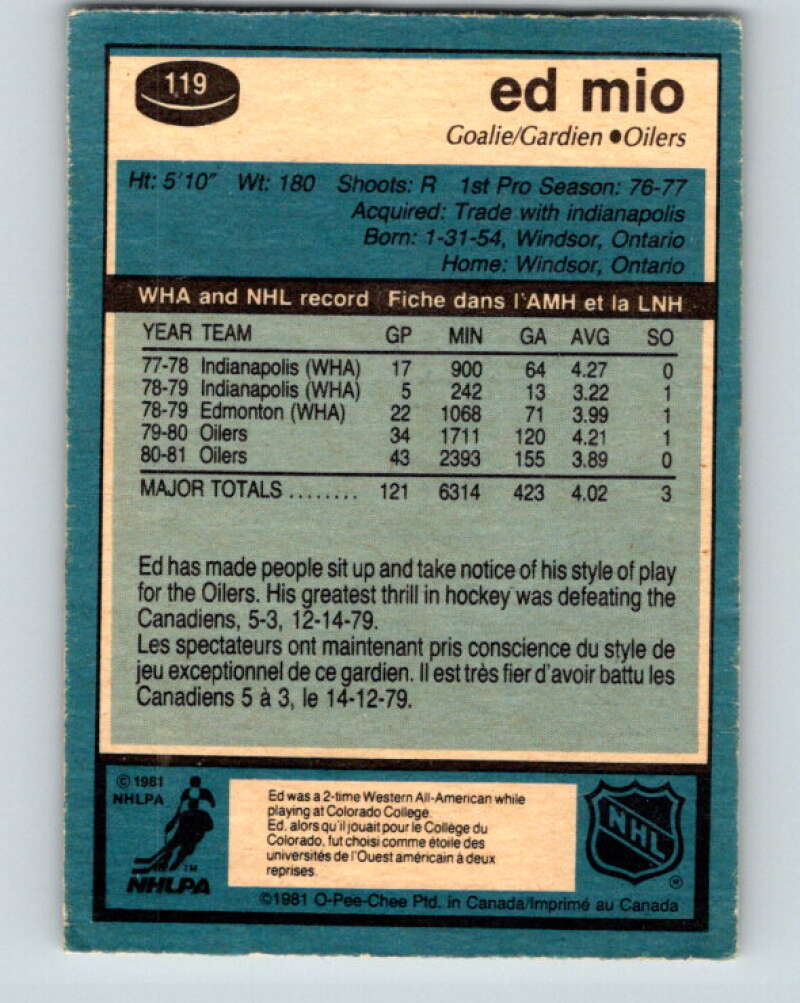 119
ed mio
Goalie/Gardien ●Oilers
Ht: 5'10" Wt: 180 Shoots: R 1st Pro Season: 76-77
Acquired: Trade with indianapolis
Born: 1-31-54, Windsor, Ontario
Home: Windsor, Ontario
WHA and NHL record Fiche dans l'AMH et la LNH
YEAR TEAM GP MIN GA AVG SO
77-78 Indianapolis (WHA) 17 900 64 4.27 0
78-79 Indianapolis (WHA) 5 242 13 3.22 1
78-79 Edmonton (WHA) 22 1068 71 3.99 1
79-80 Oilers 34 1711 120 4.21 1
80-81 Oilers 43 2393 155 3.89 0
MAJOR TOTALS ........ 121 6314 423 4.02 3
Ed has made people sit up and take notice of his style of play
for the Oilers. His greatest thrill in hockey was defeating the
Canadiens, 5-3, 12-14-79.
Les spectateurs ont maintenant pris conscience du style de
jeu exceptionnel de ce gardien. Il est très fier d'avoir battu les
Canadiens 5 à 3, le 14-12-79.
©1981
NHLPA
TM
NHLPA
Ed was a 2-time Western All-American while
playing at Colorado College.
Ed. alors qu'il jouait pour le Collège du
Colorado, fut choisi comme étoile des
universités de l'Ouest américain à deux
reprises.
NHL
®
©1981 O-Pee-Chee Ptd. in Canada/Imprimé au Canada